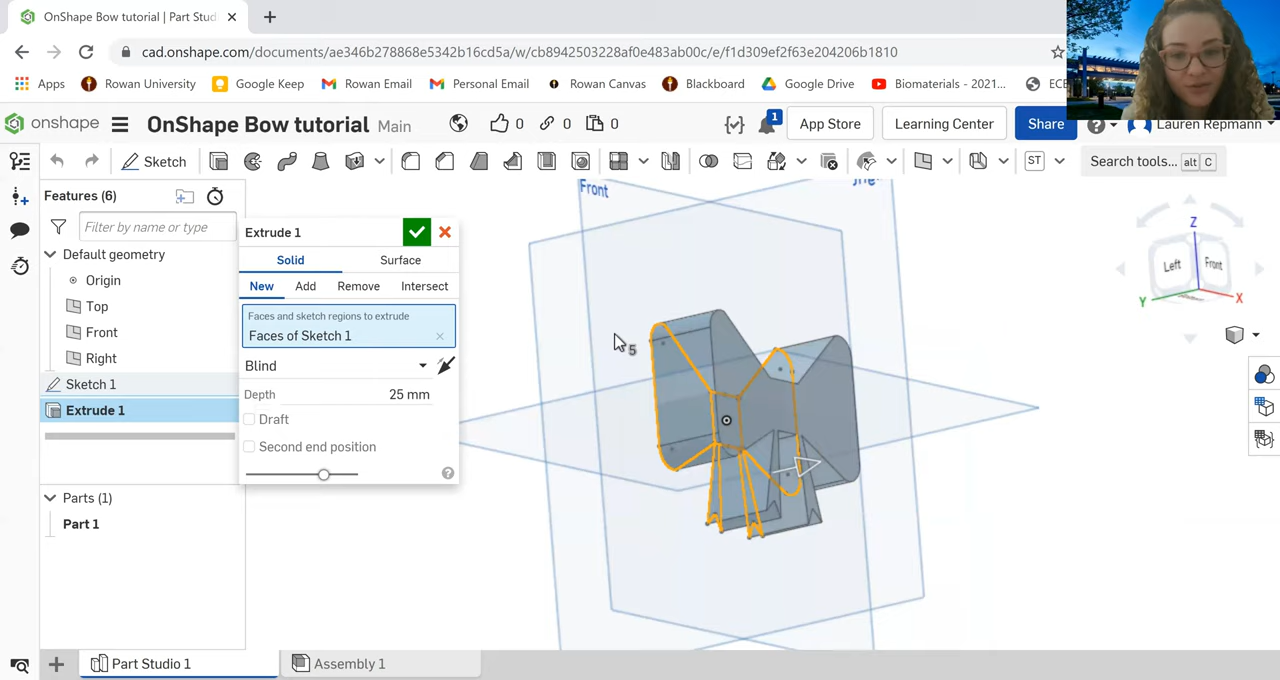 OnShape Bow tutorial | Part Stud
cad.onshape.com/documents/ae346b278868e5342b16cd5a/w/cb8942503228af0e483ab00c/e/f1d309ef2f63e204206b1810
Apps Rowan University Google Keep Rowan Email Personal Email Rowan Canvas Blackboard Google Drive Biomaterials - 2021... ECE
onshape OnShape Bow tutorial Main 0 0 0 1 App Store Learning Center Share Lauren Repmann
Sketch ST Search tools... alt C
Features (6)
Filter by name or type
Default geometry
Origin
Top
Front
Right
Sketch 1
Extrude 1
Parts (1)
Part 1
Extrude 1
Solid Surface
New Add Remove Intersect
Faces and sketch regions to extrude
Faces of Sketch 1
Blind
Depth 25 mm
Draft
Second end position
Front
5
Z
Left Front
Y X
Part Studio 1 Assembly 1